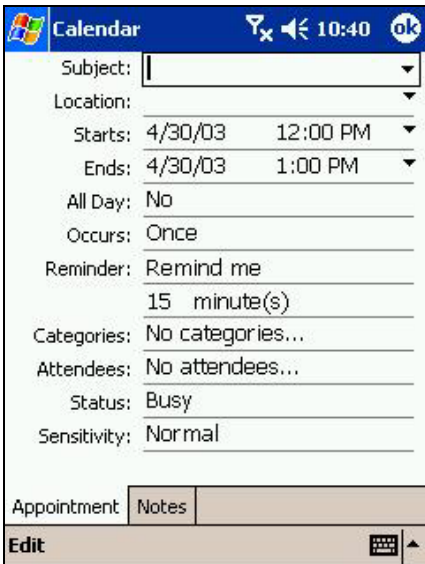 Calendar 10:40 ok
Subject:
Location:
Starts: 4/30/03 12:00 PM
Ends: 4/30/03 1:00 PM
All Day: No
Occurs: Once
Reminder: Remind me
15 minute(s)
Categories: No categories...
Attendees: No attendees...
Status: Busy
Sensitivity: Normal
Appointment Notes
Edit